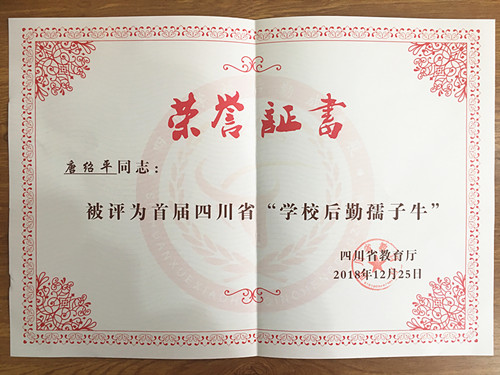 荣誉证书
唐绍平同志：
被评为首届四川省“学校后勤孺子牛”
四川省教育厅
2018年12月25日